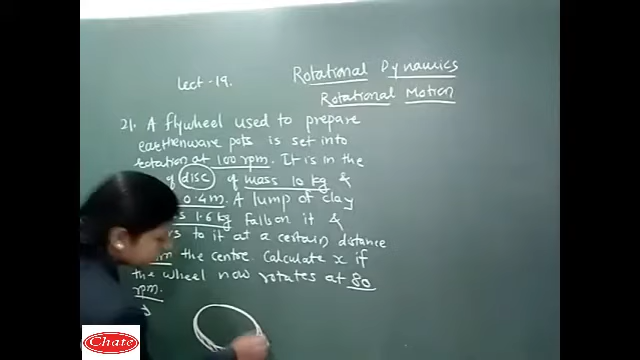 Lect-19.
Rotational Dynamics
Rotational Motion
21. A flywheel used to prepare
earthenware pots is set into
rotation at 100 rpm. It is in the
of disc of mass 10 kg &
0.4m. A lump of clay
1.6 kg falls on it &
to it at a certain distance
the centre. Calculate x if
the wheel now rotates at 80
rpm.
Chate